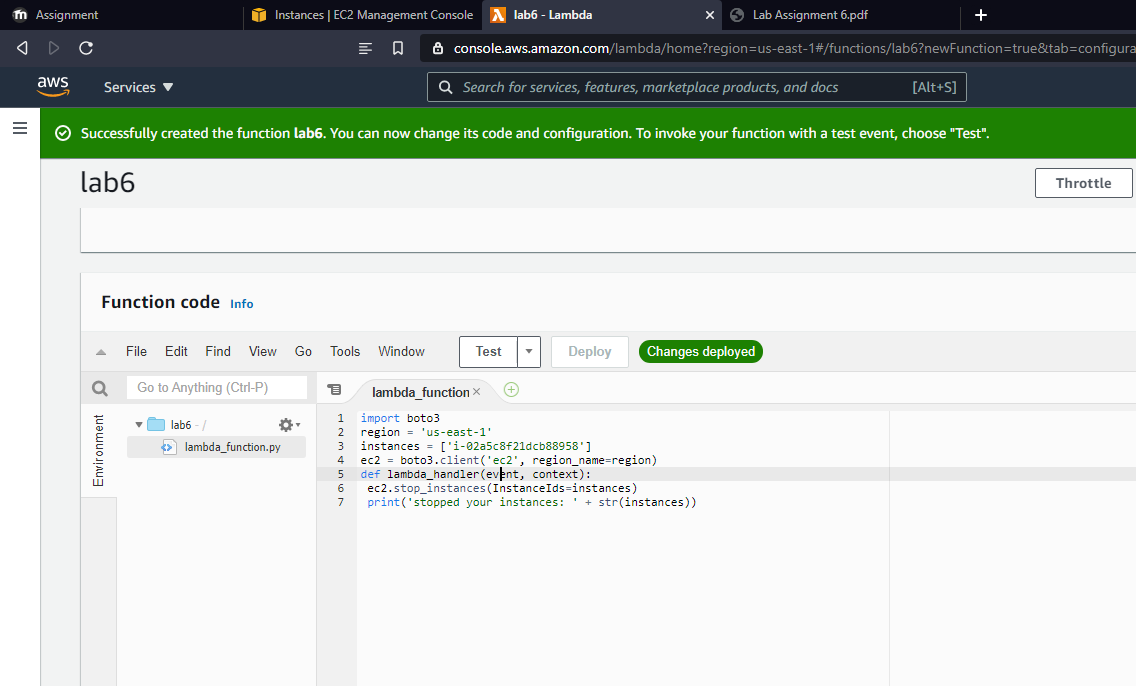 Assignment
Instances | EC2 Management Console
lab6 - Lambda
Lab Assignment 6.pdf
console.aws.amazon.com/lambda/home?region=us-east-1#/functions/lab6?newFunction=true&tab=configura
aws
Services
Search for services, features, marketplace products, and docs
[Alt+S]
Successfully created the function lab6. You can now change its code and configuration. To invoke your function with a test event, choose "Test".
lab6
Throttle
Function code Info
File Edit Find View Go Tools Window
Test
Deploy
Changes deployed
Go to Anything (Ctrl-P)
lambda_function
Environment
lab6 - /
lambda_function.py
1 import boto3
2 region = 'us-east-1'
3 instances = ['i-02a5c8f21dcb88958']
4 ec2 = boto3.client('ec2', region_name=region)
5 def lambda_handler(event, context):
6 ec2.stop_instances(InstanceIds=instances)
7 print('stopped your instances: ' + str(instances))